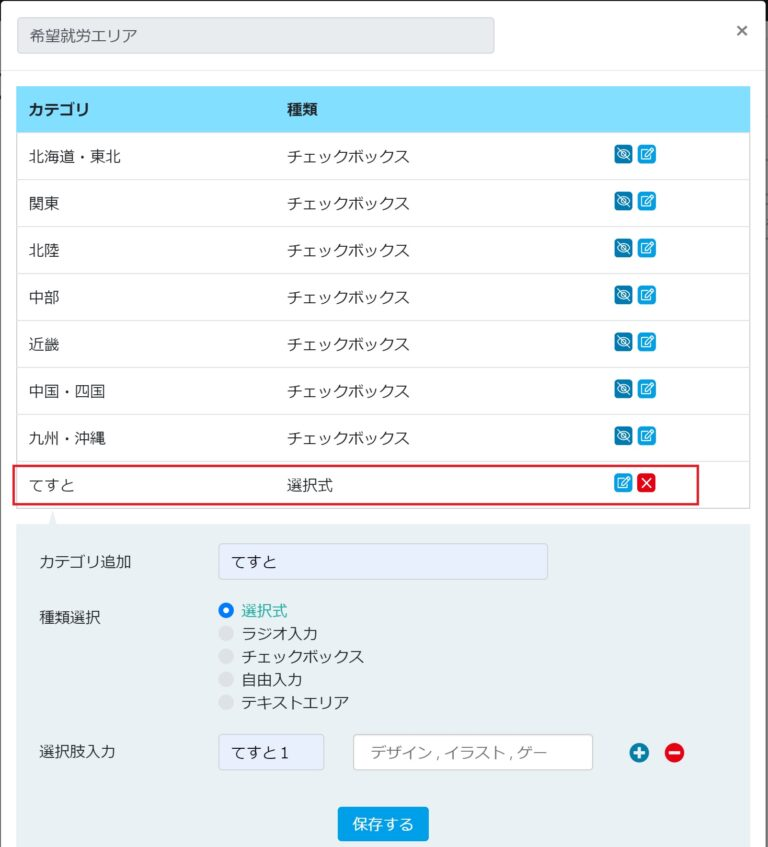 希望就労エリア
×
カテゴリ 種類
北海道・東北 チェックボックス
関東 チェックボックス
北陸 チェックボックス
中部 チェックボックス
近畿 チェックボックス
中国・四国 チェックボックス
九州・沖縄 チェックボックス
てすと 選択式
カテゴリ追加 てすと
種類選択 選択式
ラジオ入力
チェックボックス
自由入力
テキストエリア
選択肢入力 てすと1 デザイン , イラスト , ゲー
保存する